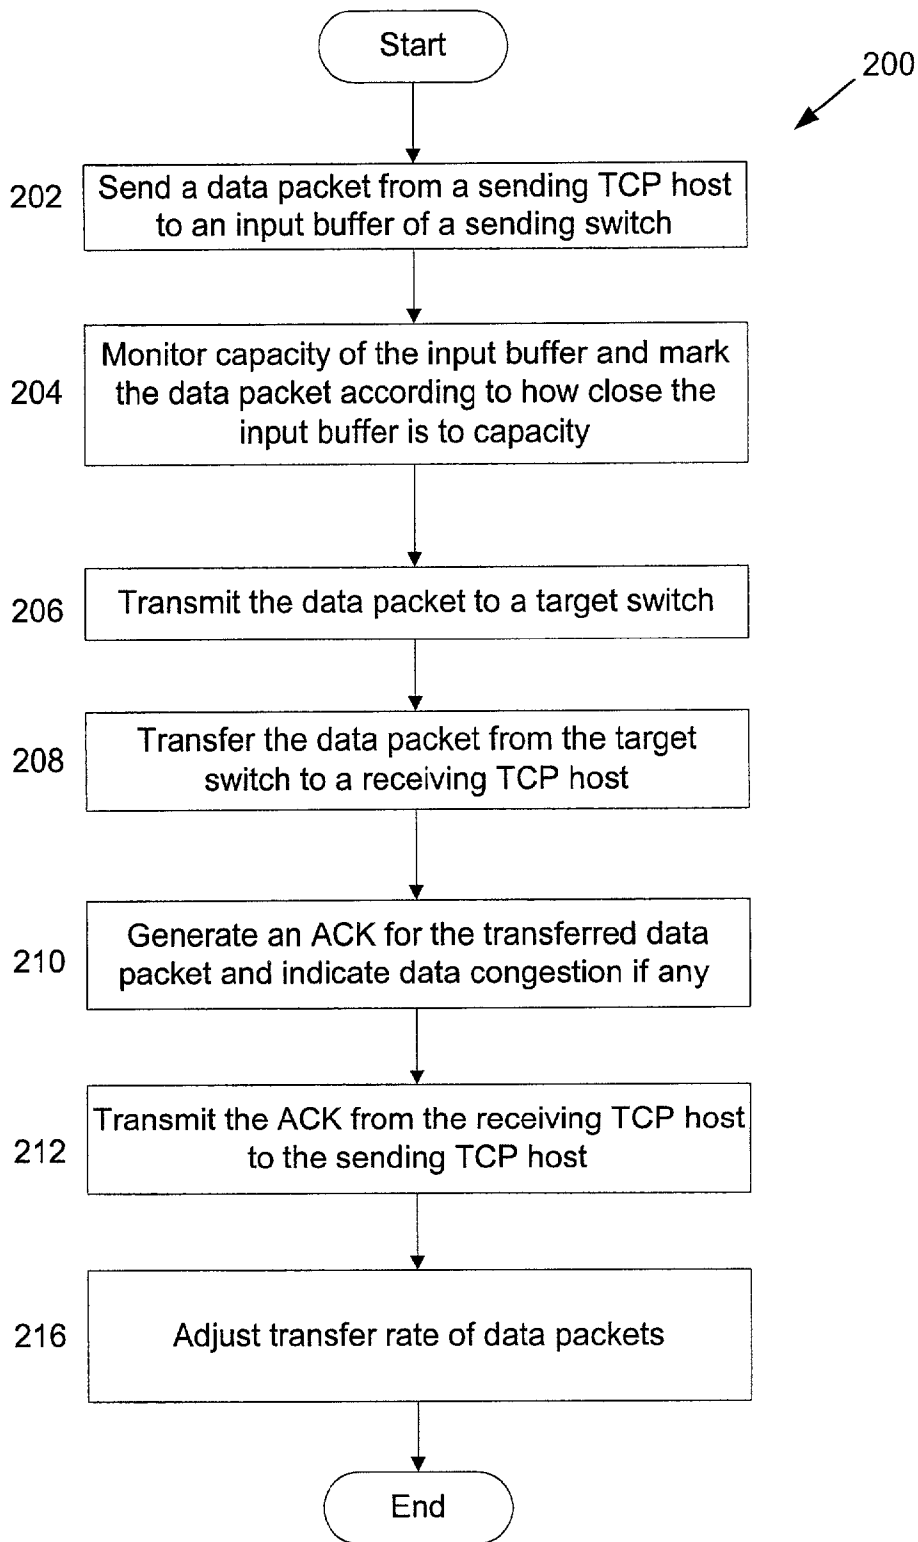 Start
200
202
Send a data packet from a sending TCP host
to an input buffer of a sending switch
204
Monitor capacity of the input buffer and mark
the data packet according to how close the
input buffer is to capacity
206
Transmit the data packet to a target switch
208
Transfer the data packet from the target
switch to a receiving TCP host
210
Generate an ACK for the transferred data
packet and indicate data congestion if any
212
Transmit the ACK from the receiving TCP host
to the sending TCP host
216
Adjust transfer rate of data packets
End